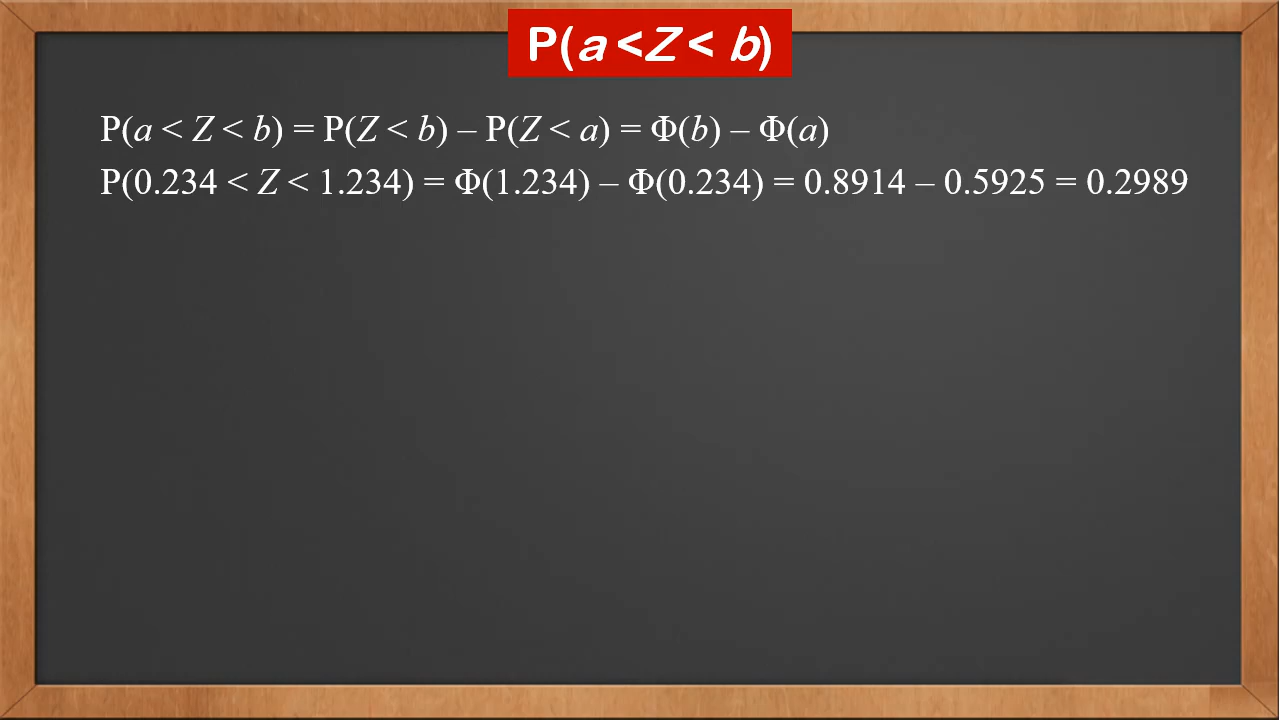 P(a <Z < b)
P(a < Z < b) = P(Z < b) – P(Z < a) = Φ(b) – Φ(a)
P(0.234 < Z < 1.234) = Φ(1.234) – Φ(0.234) = 0.8914 – 0.5925 = 0.2989